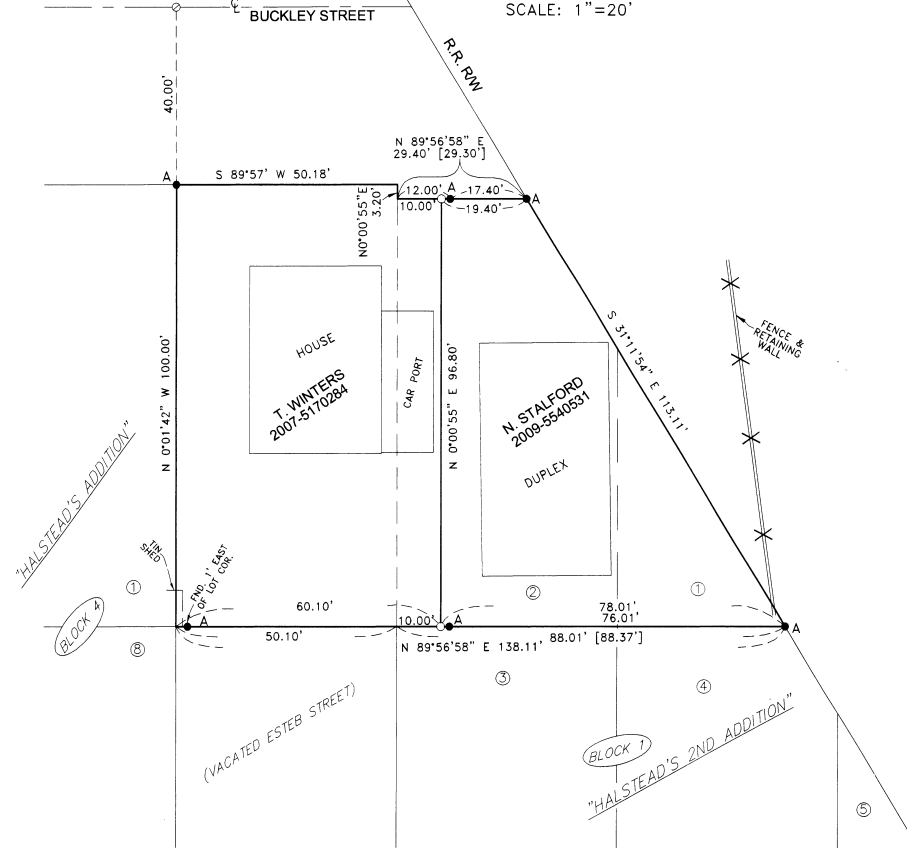 ℄
BUCKLEY STREET
SCALE: 1"=20'
R.R. R/W
40.00'
N 89°56'58" E
29.40' [29.30']
A
S 89°57' W 50.18'
12.00'
A
17.40'
A
10.00'
19.40'
N0°00'55"E
3.20'
HOUSE
T. WINTERS
2007-5170284
CAR PORT
N 0°01'42" W 100.00'
N 0°00'55" E 96.80'
N. STALFORD
2009-5540531
DUPLEX
S 31°11'54" E 113.11'
FENCE &
RETAINING
WALL
"HALSTEAD'S ADDITION"
TIN
SHED
FND. 1' EAST
OF LOT COR.
1
BLOCK 4
8
A
60.10'
50.10'
10.00'
A
2
1
78.01'
76.01'
A
N 89°56'58" E 138.11'
88.01' [88.37']
3
4
(VACATED ESTEB STREET)
BLOCK 1
"HALSTEAD'S 2ND ADDITION"
5